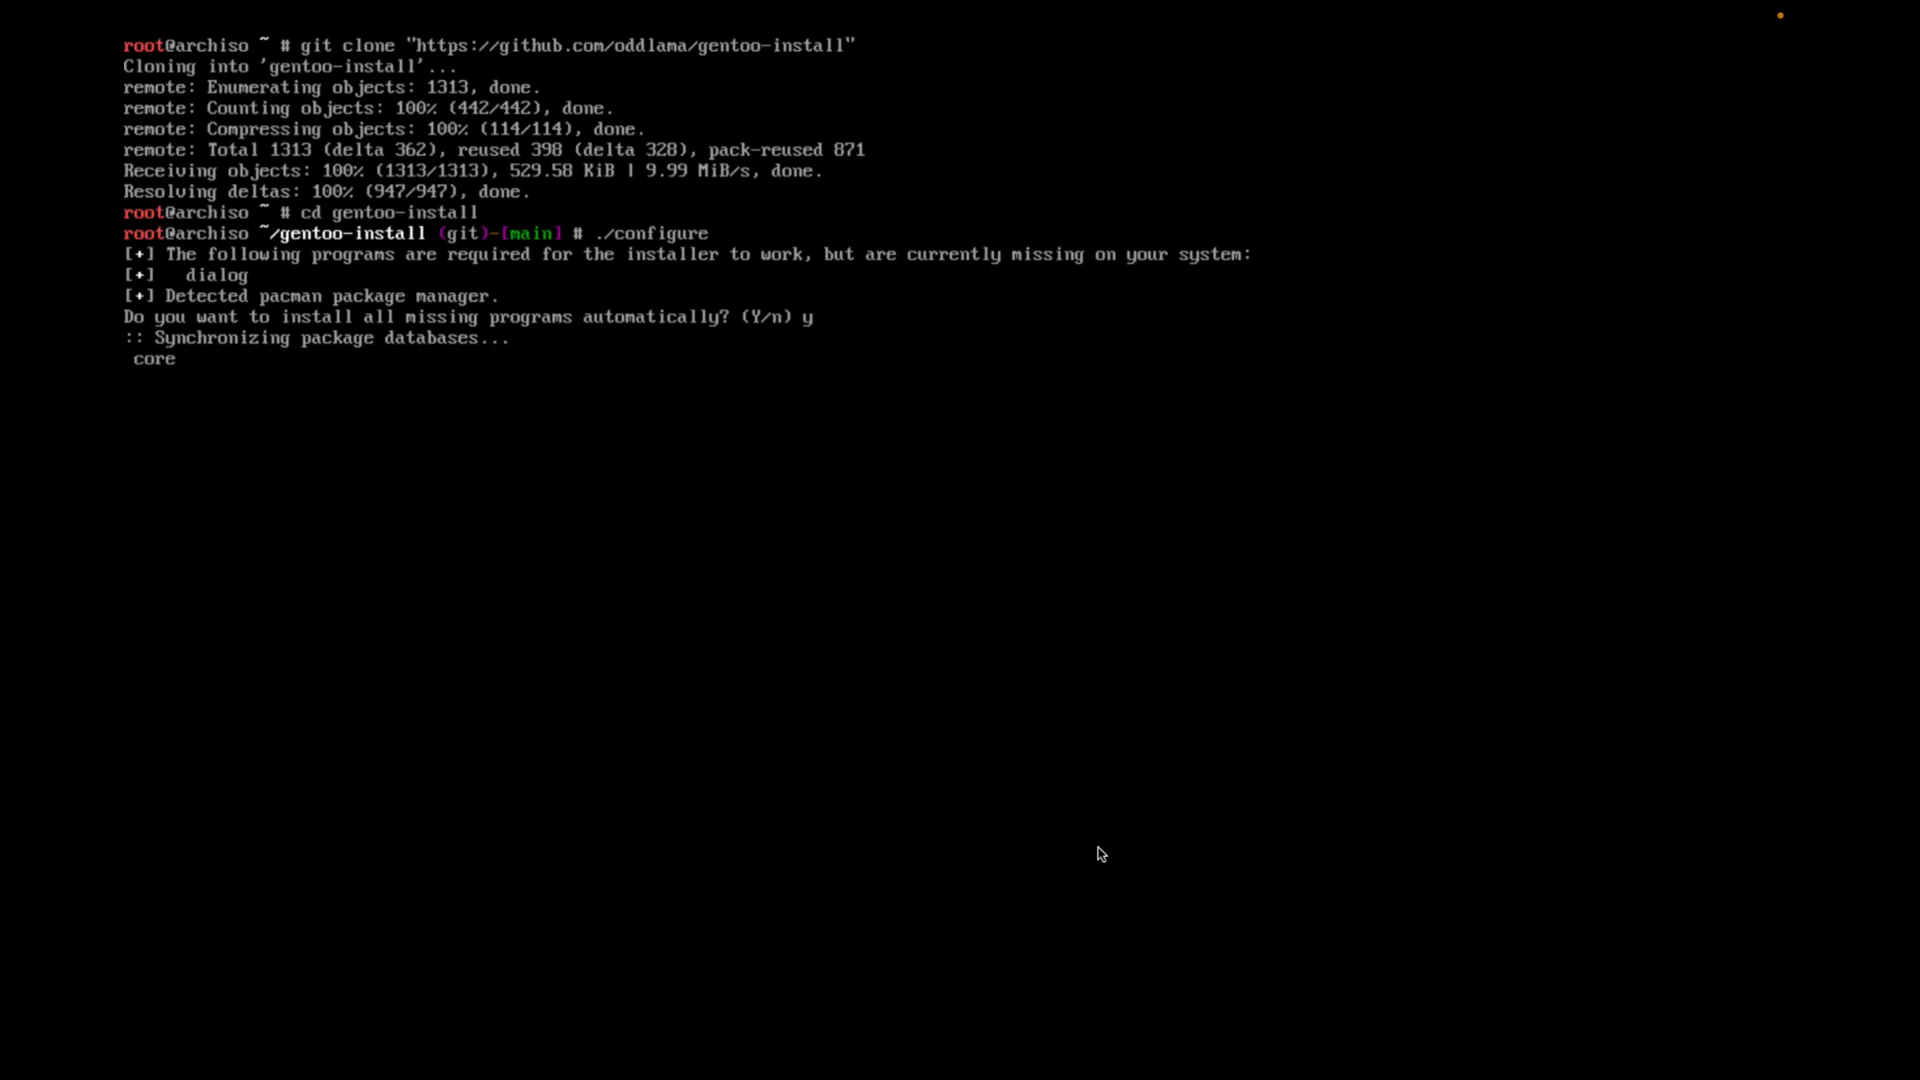 root@archiso ~ # git clone "https://github.com/oddlama/gentoo-install"
Cloning into 'gentoo-install'...
remote: Enumerating objects: 1313, done.
remote: Counting objects: 100% (442/442), done.
remote: Compressing objects: 100% (114/114), done.
remote: Total 1313 (delta 362), reused 398 (delta 328), pack-reused 871
Receiving objects: 100% (1313/1313), 529.58 KiB | 9.99 MiB/s, done.
Resolving deltas: 100% (947/947), done.
root@archiso ~ # cd gentoo-install
root@archiso ~/gentoo-install (git)-[main] # ./configure
[+] The following programs are required for the installer to work, but are currently missing on your system:
[+]   dialog
[+] Detected pacman package manager.
Do you want to install all missing programs automatically? (Y/n) y
:: Synchronizing package databases...
 core